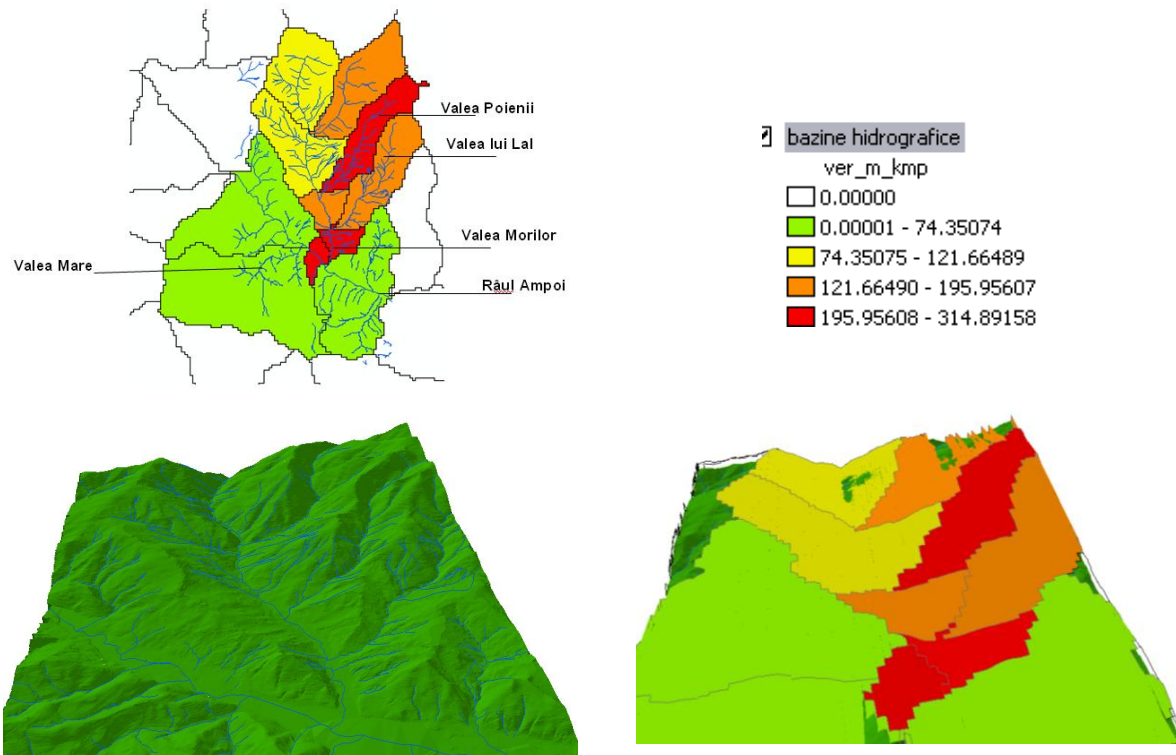 Valea Poienii
Valea lui Lal
Valea Morilor
Valea Mare
Râul Ampoi
bazine hidrografice
ver_m_kmp
0.00000
0.00001 - 74.35074
74.35075 - 121.66489
121.66490 - 195.95607
195.95608 - 314.89158